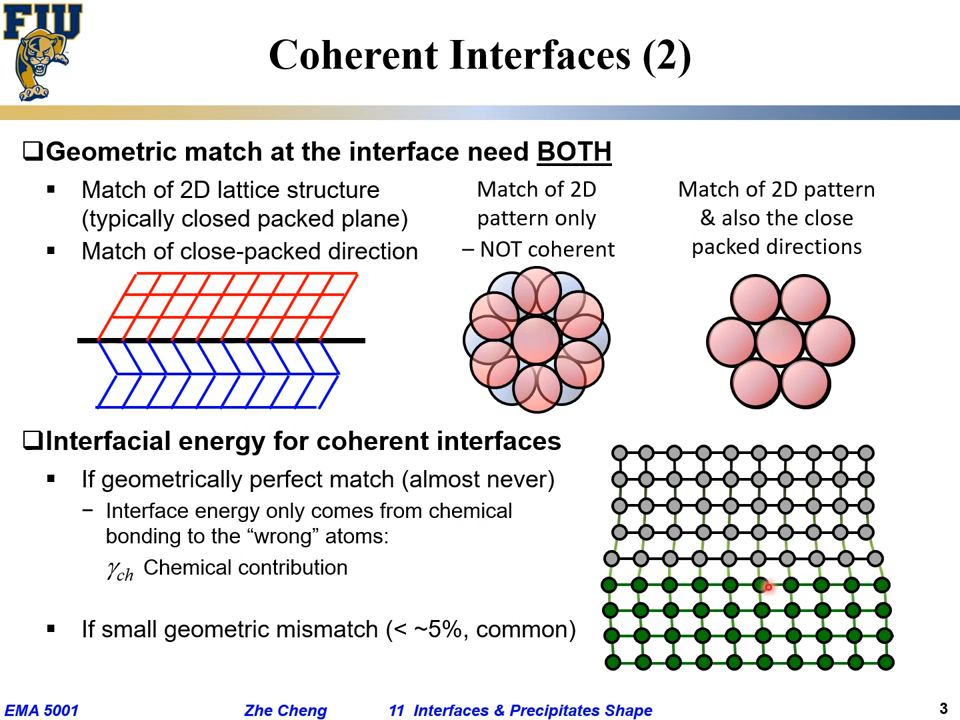 FIU
Coherent Interfaces (2)
❑Geometric match at the interface need BOTH
▪ Match of 2D lattice structure
(typically closed packed plane)
▪ Match of close-packed direction
Match of 2D
pattern only
– NOT coherent
Match of 2D pattern
& also the close
packed directions
❑Interfacial energy for coherent interfaces
▪ If geometrically perfect match (almost never)
− Interface energy only comes from chemical
bonding to the “wrong” atoms:
γch Chemical contribution
▪ If small geometric mismatch (< ~5%, common)
EMA 5001 Zhe Cheng 11 Interfaces & Precipitates Shape 3